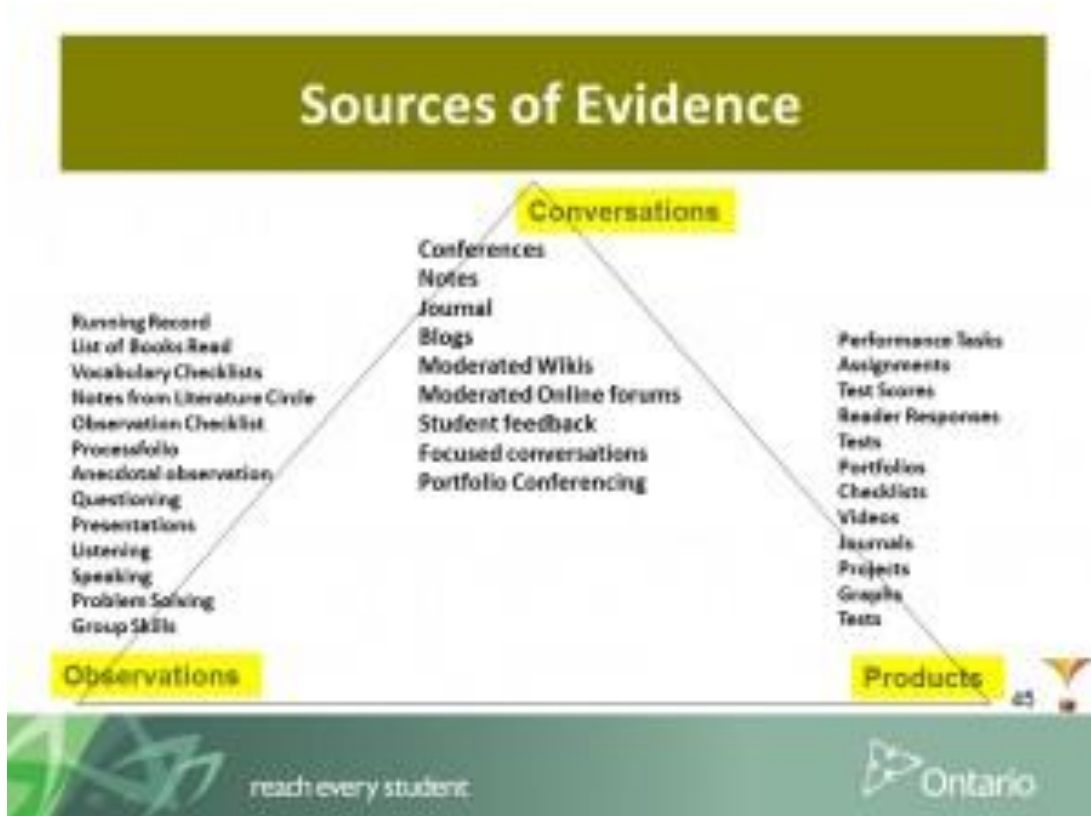 Sources of Evidence
Conversations
Conferences
Notes
Journal
Blogs
Moderated Wikis
Moderated Online forums
Student feedback
Focused conversations
Portfolio Conferencing
Running Record
List of Books Read
Vocabulary Checklists
Notes from Literature Circle
Observation Checklist
Processfolio
Anecdotal observation
Questioning
Presentations
Listening
Speaking
Problem Solving
Group Skills
Observations
Performance Tasks
Assignments
Test Scores
Reader Responses
Tests
Portfolios
Checklists
Videos
Journals
Projects
Graphs
Tests
Products
45
reach every student
Ontario